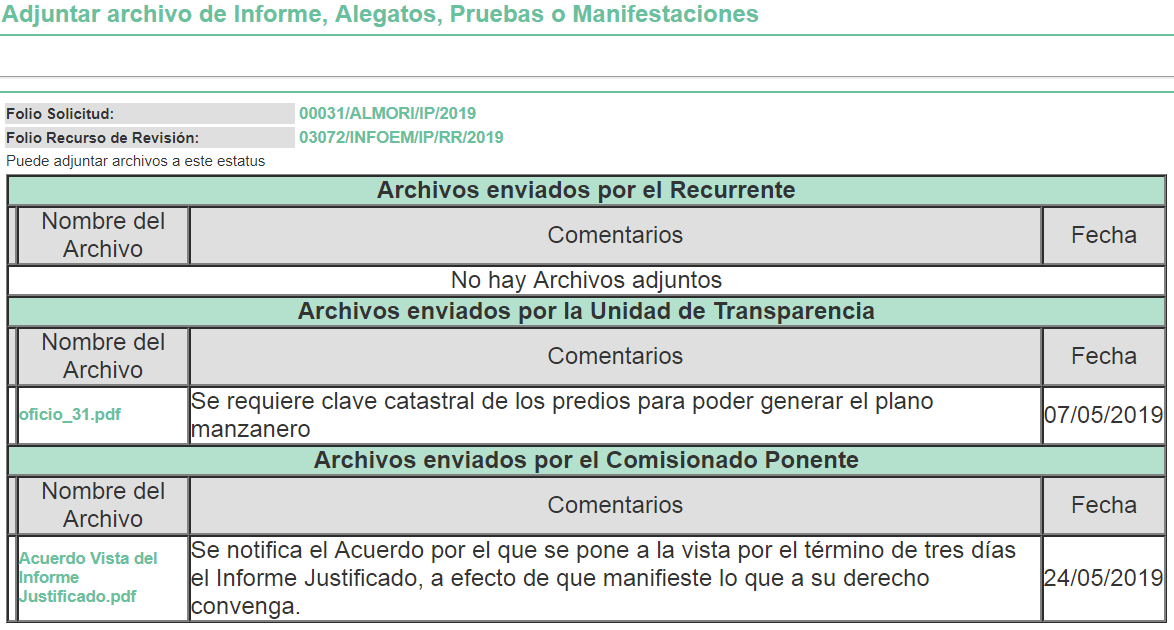 Adjuntar archivo de Informe, Alegatos, Pruebas o Manifestaciones
Folio Solicitud: 00031/ALMORI/IP/2019
Folio Recurso de Revisión: 03072/INFOEM/IP/RR/2019
Puede adjuntar archivos a este estatus
Archivos enviados por el Recurrente
Nombre del
Archivo
Comentarios
Fecha
No hay Archivos adjuntos
Archivos enviados por la Unidad de Transparencia
Nombre del
Archivo
Comentarios
Fecha
oficio_31.pdf
Se requiere clave catastral de los predios para poder generar el plano
manzanero
07/05/2019
Archivos enviados por el Comisionado Ponente
Nombre del
Archivo
Comentarios
Fecha
Acuerdo Vista del
Informe
Justificado.pdf
Se notifica el Acuerdo por el que se pone a la vista por el término de tres días
el Informe Justificado, a efecto de que manifieste lo que a su derecho
convenga.
24/05/2019